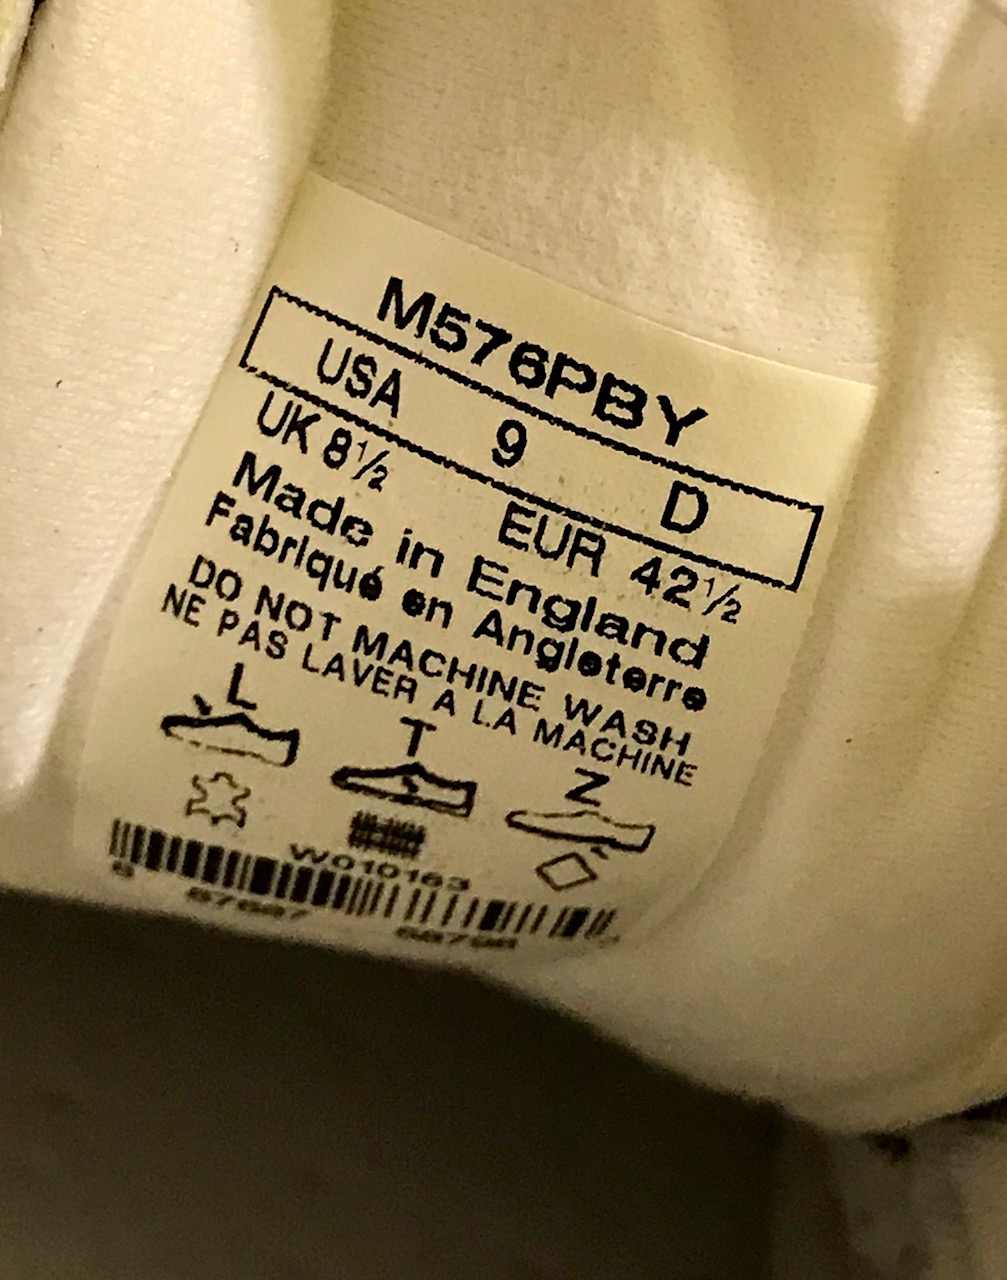 M576PBY
USA 9 D
UK 8½ EUR 42½
Made in England
Fabriqué en Angleterre
DO NOT MACHINE WASH
NE PAS LAVER A LA MACHINE
L T Z
W010163